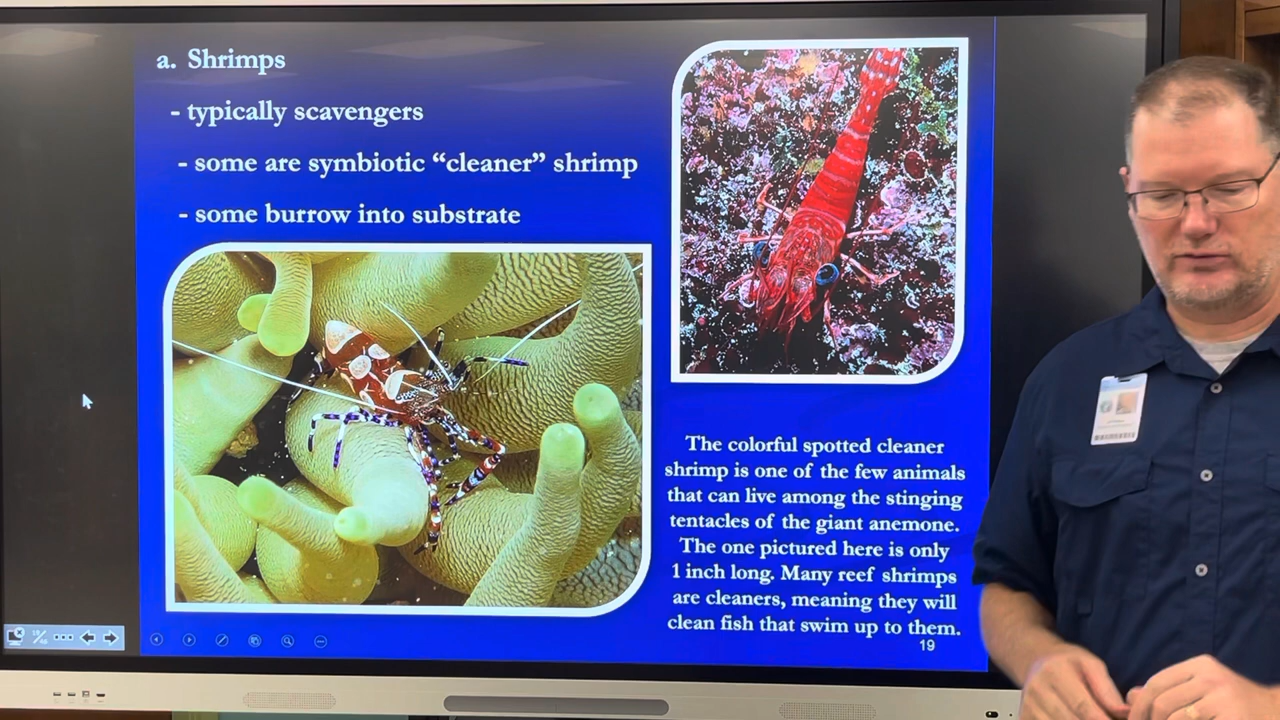 a. Shrimps
- typically scavengers
- some are symbiotic “cleaner” shrimp
- some burrow into substrate
The colorful spotted cleaner
shrimp is one of the few animals
that can live among the stinging
tentacles of the giant anemone.
The one pictured here is only
1 inch long. Many reef shrimps
are cleaners, meaning they will
clean fish that swim up to them.
19